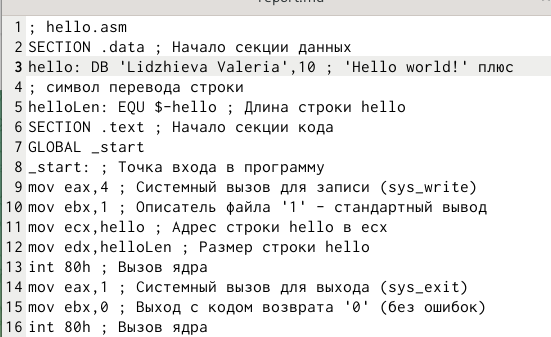 1 ; hello.asm
2 SECTION .data ; Начало секции данных
3 hello: DB 'Lidzhieva Valeria',10 ; 'Hello world!' плюс
4 ; символ перевода строки
5 helloLen: EQU $-hello ; Длина строки hello
6 SECTION .text ; Начало секции кода
7 GLOBAL _start
8 _start: ; Точка входа в программу
9 mov eax,4 ; Системный вызов для записи (sys_write)
10 mov ebx,1 ; Описатель файла '1' - стандартный вывод
11 mov ecx,hello ; Адрес строки hello в ecx
12 mov edx,helloLen ; Размер строки hello
13 int 80h ; Вызов ядра
14 mov eax,1 ; Системный вызов для выхода (sys_exit)
15 mov ebx,0 ; Выход с кодом возврата '0' (без ошибок)
16 int 80h ; Вызов ядра